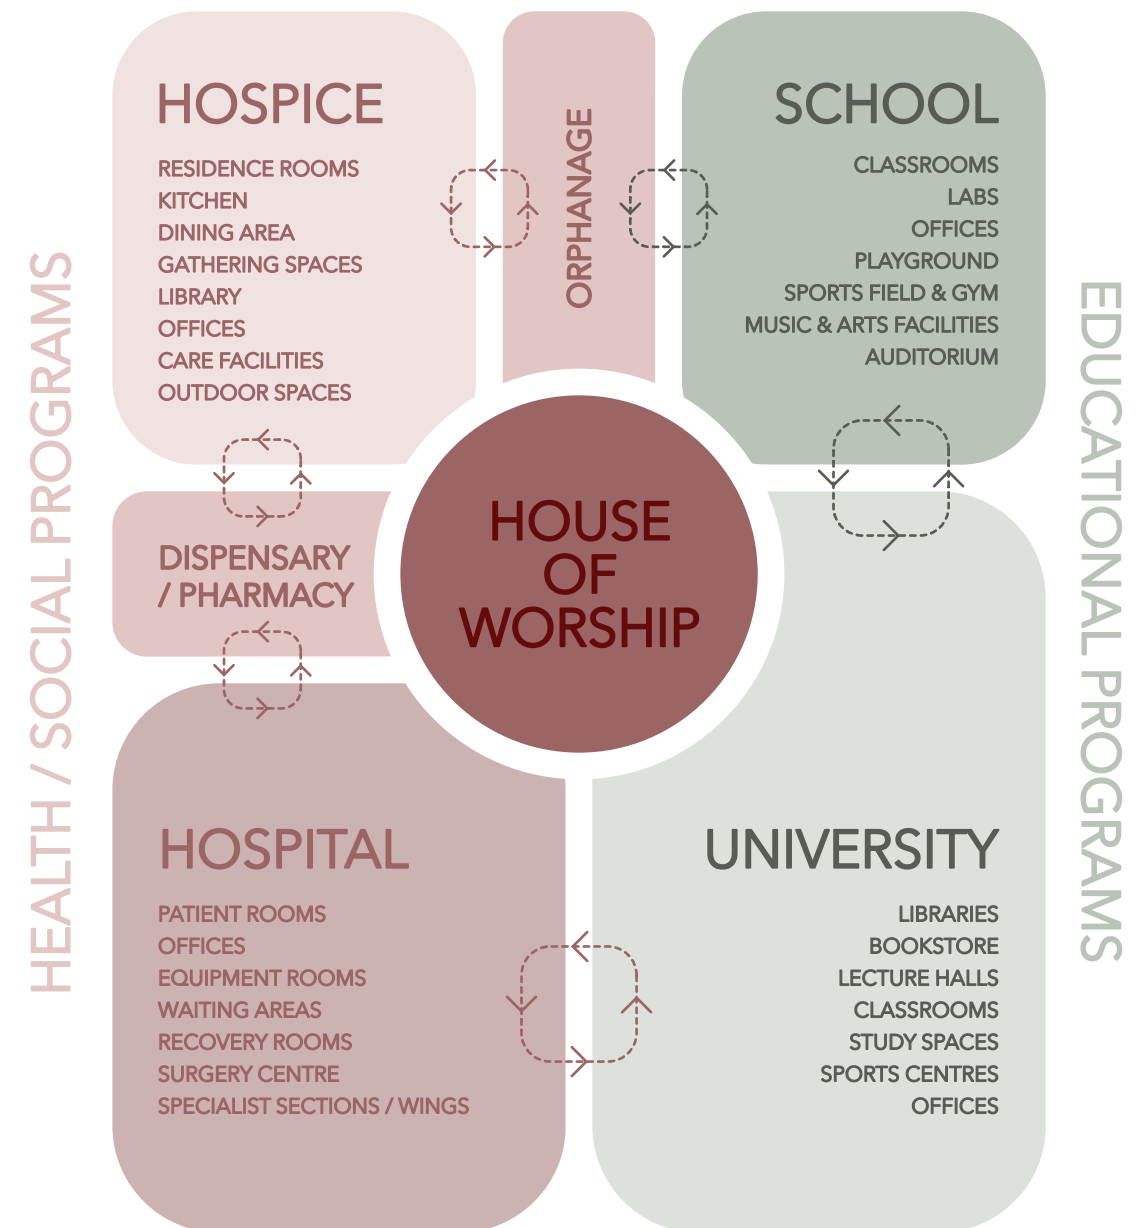 HEALTH / SOCIAL PROGRAMS
HOSPICE
RESIDENCE ROOMS
KITCHEN
DINING AREA
GATHERING SPACES
LIBRARY
OFFICES
CARE FACILITIES
OUTDOOR SPACES
ORPHANAGE
SCHOOL
CLASSROOMS
LABS
OFFICES
PLAYGROUND
SPORTS FIELD & GYM
MUSIC & ARTS FACILITIES
AUDITORIUM
DISPENSARY
/ PHARMACY
HOUSE
OF
WORSHIP
HOSPITAL
PATIENT ROOMS
OFFICES
EQUIPMENT ROOMS
WAITING AREAS
RECOVERY ROOMS
SURGERY CENTRE
SPECIALIST SECTIONS / WINGS
UNIVERSITY
LIBRARIES
BOOKSTORE
LECTURE HALLS
CLASSROOMS
STUDY SPACES
SPORTS CENTRES
OFFICES
EDUCATIONAL PROGRAMS